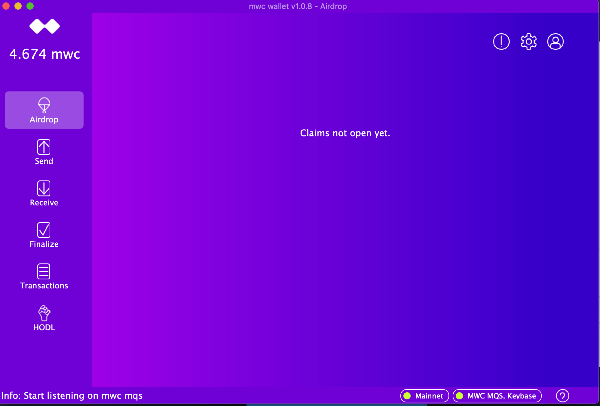 mwc wallet v1.0.8 - Airdrop
4.674 mwc
Airdrop
Send
Receive
Finalize
Transactions
HODL
Claims not open yet.
Info: Start listening on mwc mqs
Mainnet
MWC MQS, Keybase